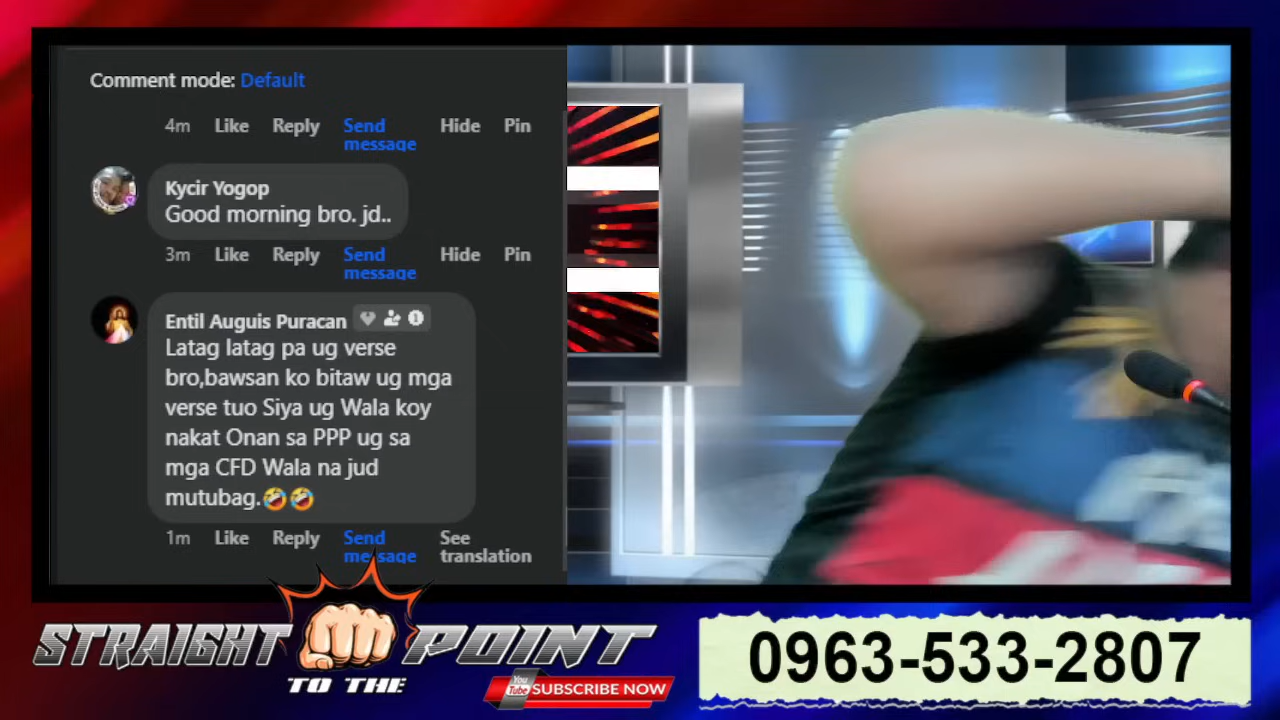 Comment mode: Default
4m Like Reply Send message Hide Pin
Kycir Yogop
Good morning bro. jd..
3m Like Reply Send message Hide Pin
Entil Auguis Puracan
Latag latag pa ug verse
bro,bawsan ko bitaw ug mga
verse tuo Siya ug Wala koy
nakat Onan sa PPP ug sa
mga CFD Wala na jud
mutubag.🤣🤣
1m Like Reply Send message See translation
STRAIGHT POINT
TO THE
You Tube SUBSCRIBE NOW
0963-533-2807